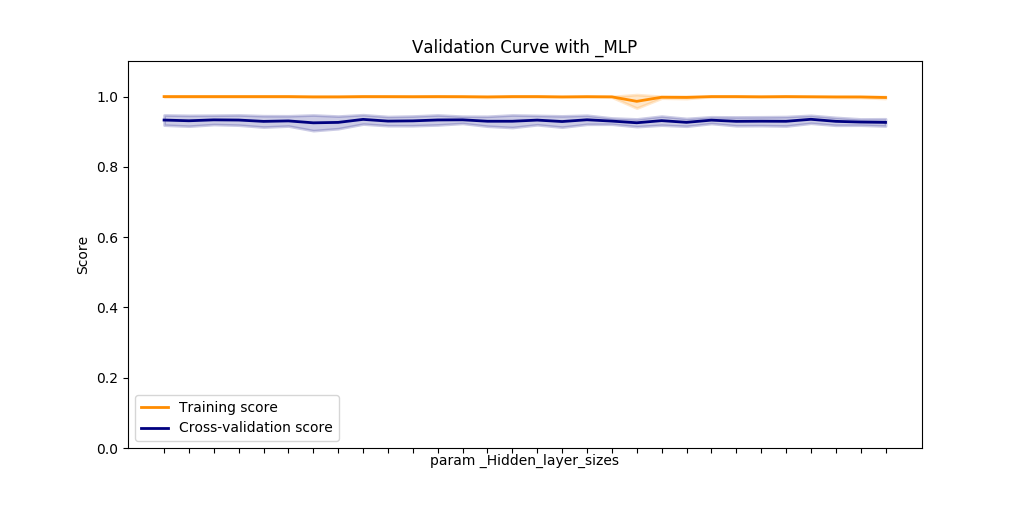 Validation Curve with _MLP
1.0
0.8
0.6
0.4
0.2
0.0
Score
Training score
Cross-validation score
param _Hidden_layer_sizes